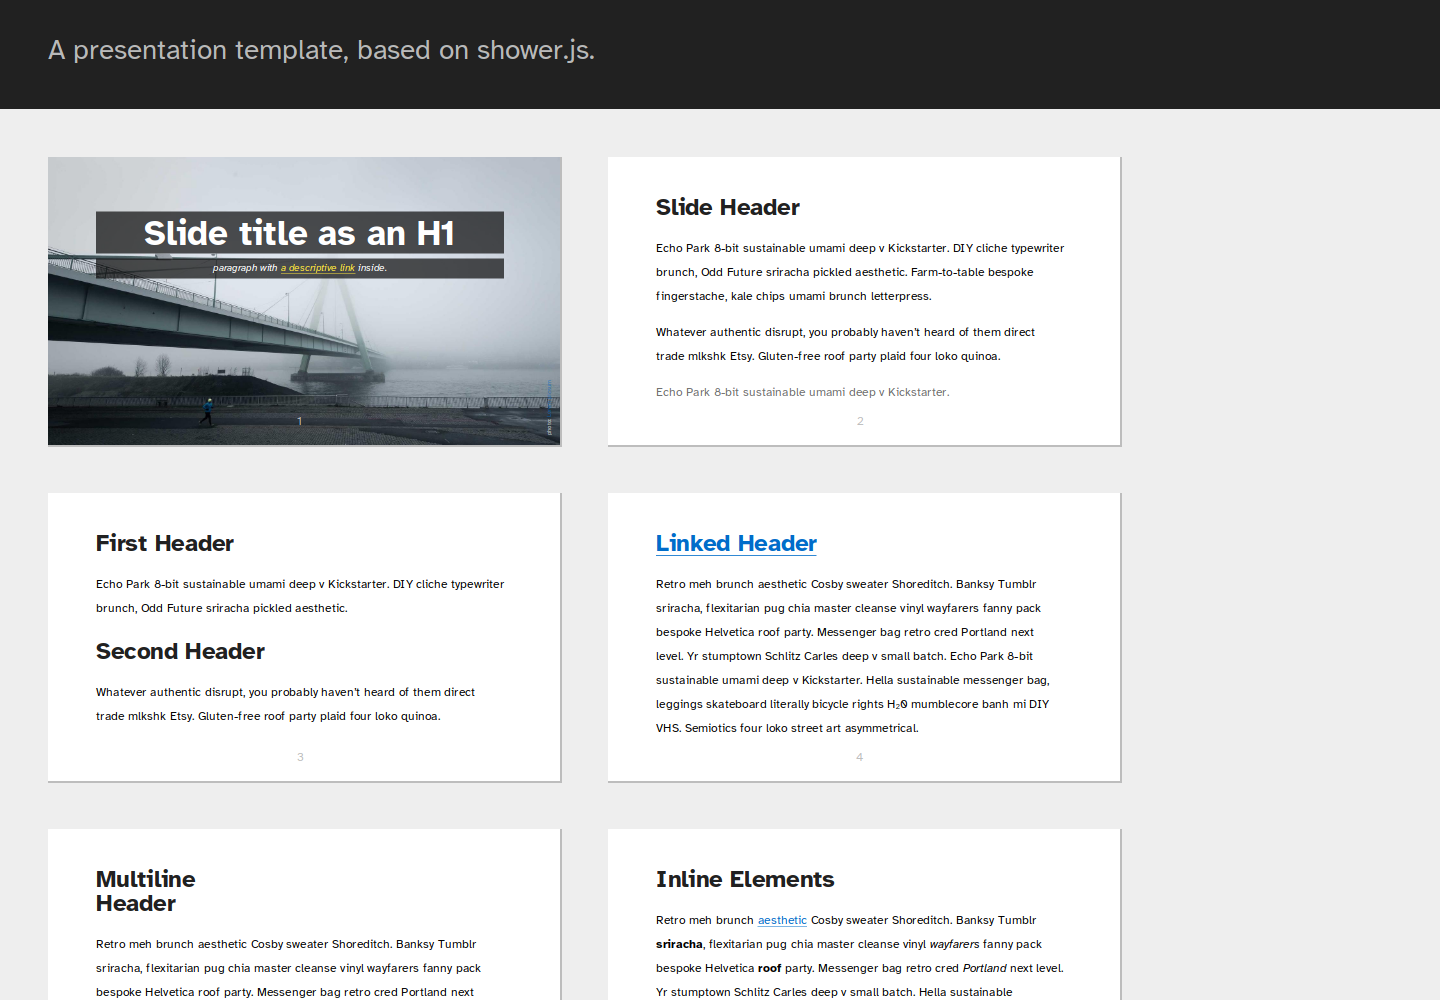 A presentation template, based on shower.js.
Slide title as an H1
paragraph with a descriptive link inside.
photo:
1
Slide Header
Echo Park 8-bit sustainable umami deep v Kickstarter. DIY cliche typewriter
brunch, Odd Future sriracha pickled aesthetic. Farm-to-table bespoke
fingerstache, kale chips umami brunch letterpress.
Whatever authentic disrupt, you probably haven't heard of them direct
trade mlkshk Etsy. Gluten-free roof party plaid four loko quinoa.
Echo Park 8-bit sustainable umami deep v Kickstarter.
2
First Header
Echo Park 8-bit sustainable umami deep v Kickstarter. DIY cliche typewriter
brunch, Odd Future sriracha pickled aesthetic.
Second Header
Whatever authentic disrupt, you probably haven't heard of them direct
trade mlkshk Etsy. Gluten-free roof party plaid four loko quinoa.
3
Linked Header
Retro meh brunch aesthetic Cosby sweater Shoreditch. Banksy Tumblr
sriracha, flexitarian pug chia master cleanse vinyl wayfarers fanny pack
bespoke Helvetica roof party. Messenger bag retro cred Portland next
level. Yr stumptown Schlitz Carles deep v small batch. Echo Park 8-bit
sustainable umami deep v Kickstarter. Hella sustainable messenger bag,
leggings skateboard literally bicycle rights H₂0 mumblecore banh mi DIY
VHS. Semiotics four loko street art asymmetrical.
4
Multiline
Header
Retro meh brunch aesthetic Cosby sweater Shoreditch. Banksy Tumblr
sriracha, flexitarian pug chia master cleanse vinyl wayfarers fanny pack
bespoke Helvetica roof party. Messenger bag retro cred Portland next
Inline Elements
Retro meh brunch aesthetic Cosby sweater Shoreditch. Banksy Tumblr
sriracha, flexitarian pug chia master cleanse vinyl wayfarers fanny pack
bespoke Helvetica roof party. Messenger bag retro cred Portland next level.
Yr stumptown Schlitz Carles deep v small batch. Hella sustainable